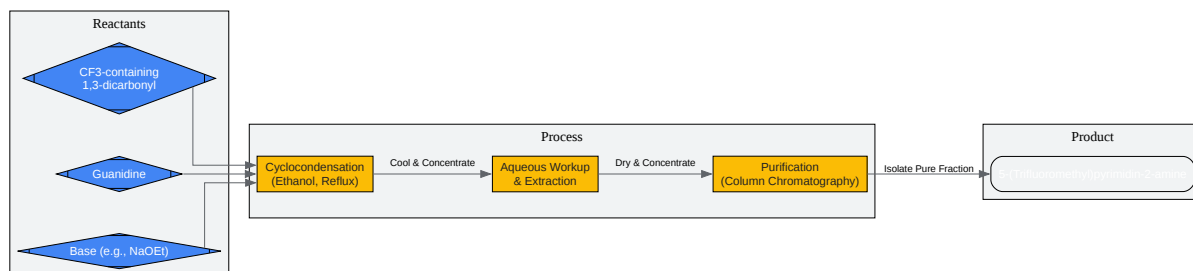 Reactants
CF3-containing
1,3-dicarbonyl
Guanidine
Base (e.g., NaOEt)
Process
Cyclocondensation
(Ethanol, Reflux)
Cool & Concentrate
Aqueous Workup
& Extraction
Dry & Concentrate
Purification
(Column Chromatography)
Isolate Pure Fraction
Product
5-(Trifluoromethyl)pyrimidin-2-amine